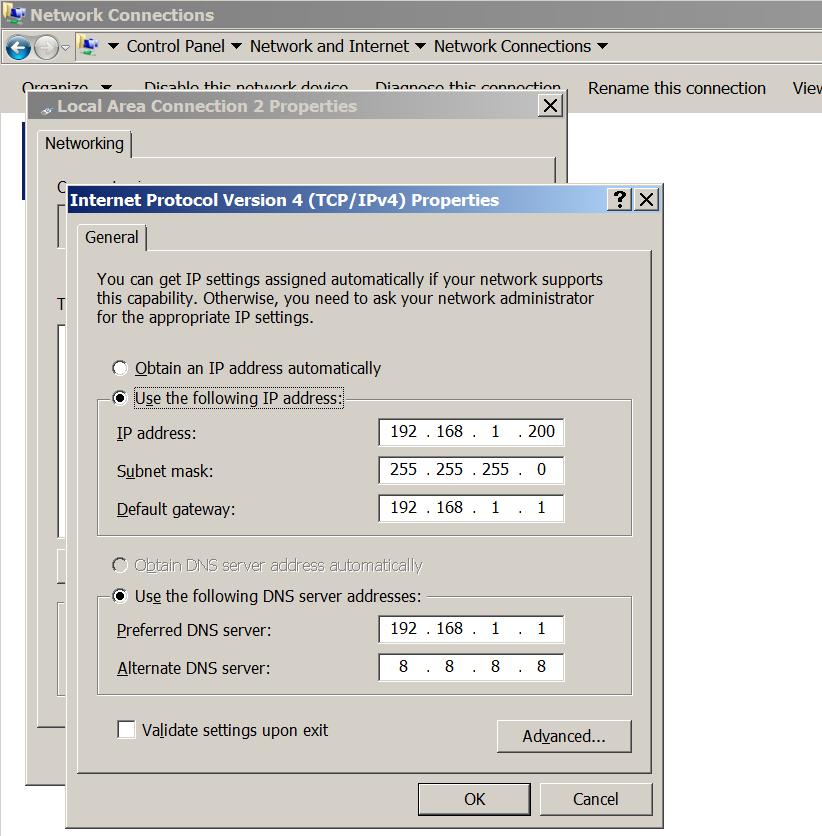 Network Connections
Control Panel Network and Internet Network Connections
Organize Disable this network device Diagnose this connection Rename this connection View
Local Area Connection 2 Properties
Networking
Internet Protocol Version 4 (TCP/IPv4) Properties
General
You can get IP settings assigned automatically if your network supports
this capability. Otherwise, you need to ask your network administrator
for the appropriate IP settings.
Obtain an IP address automatically
Use the following IP address:
IP address: 192 . 168 . 1 . 200
Subnet mask: 255 . 255 . 255 . 0
Default gateway: 192 . 168 . 1 . 1
Obtain DNS server address automatically
Use the following DNS server addresses:
Preferred DNS server: 192 . 168 . 1 . 1
Alternate DNS server: 8 . 8 . 8 . 8
Validate settings upon exit
Advanced...
OK Cancel